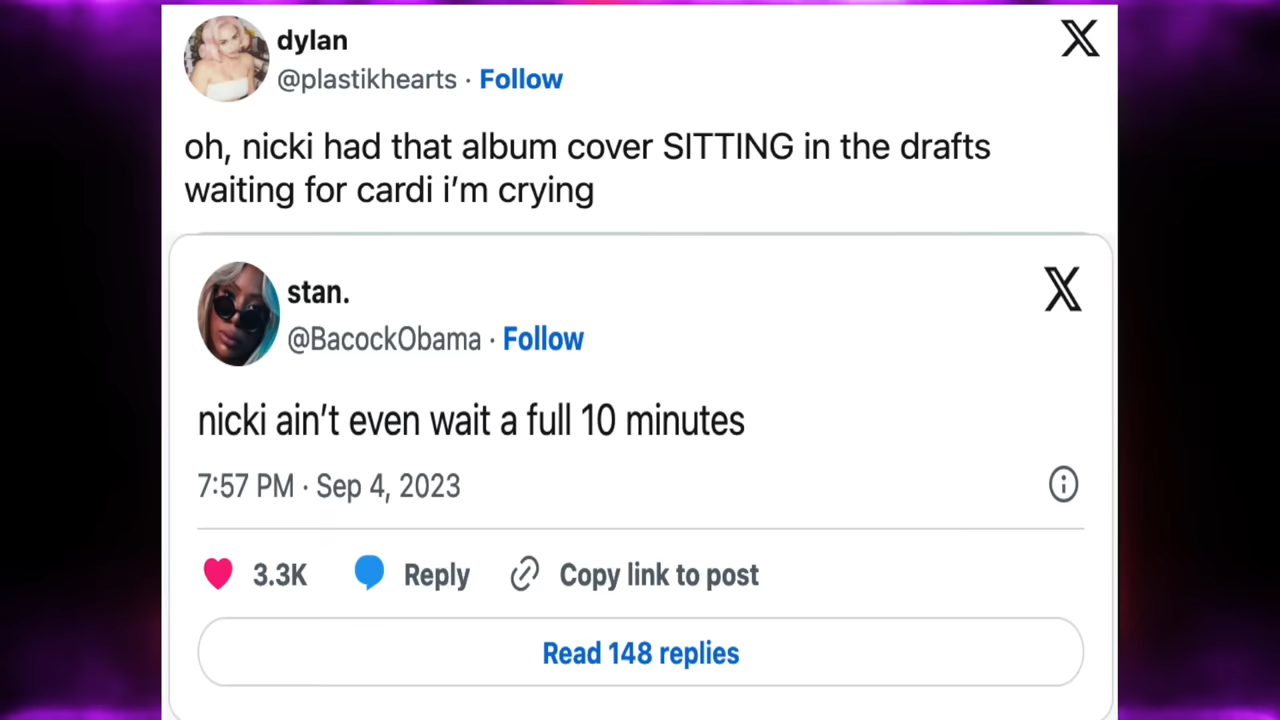 dylan
@plastikhearts · Follow
oh, nicki had that album cover SITTING in the drafts
waiting for cardi i’m crying
stan.
@BacockObama · Follow
nicki ain’t even wait a full 10 minutes
7:57 PM · Sep 4, 2023
3.3K Reply Copy link to post
Read 148 replies